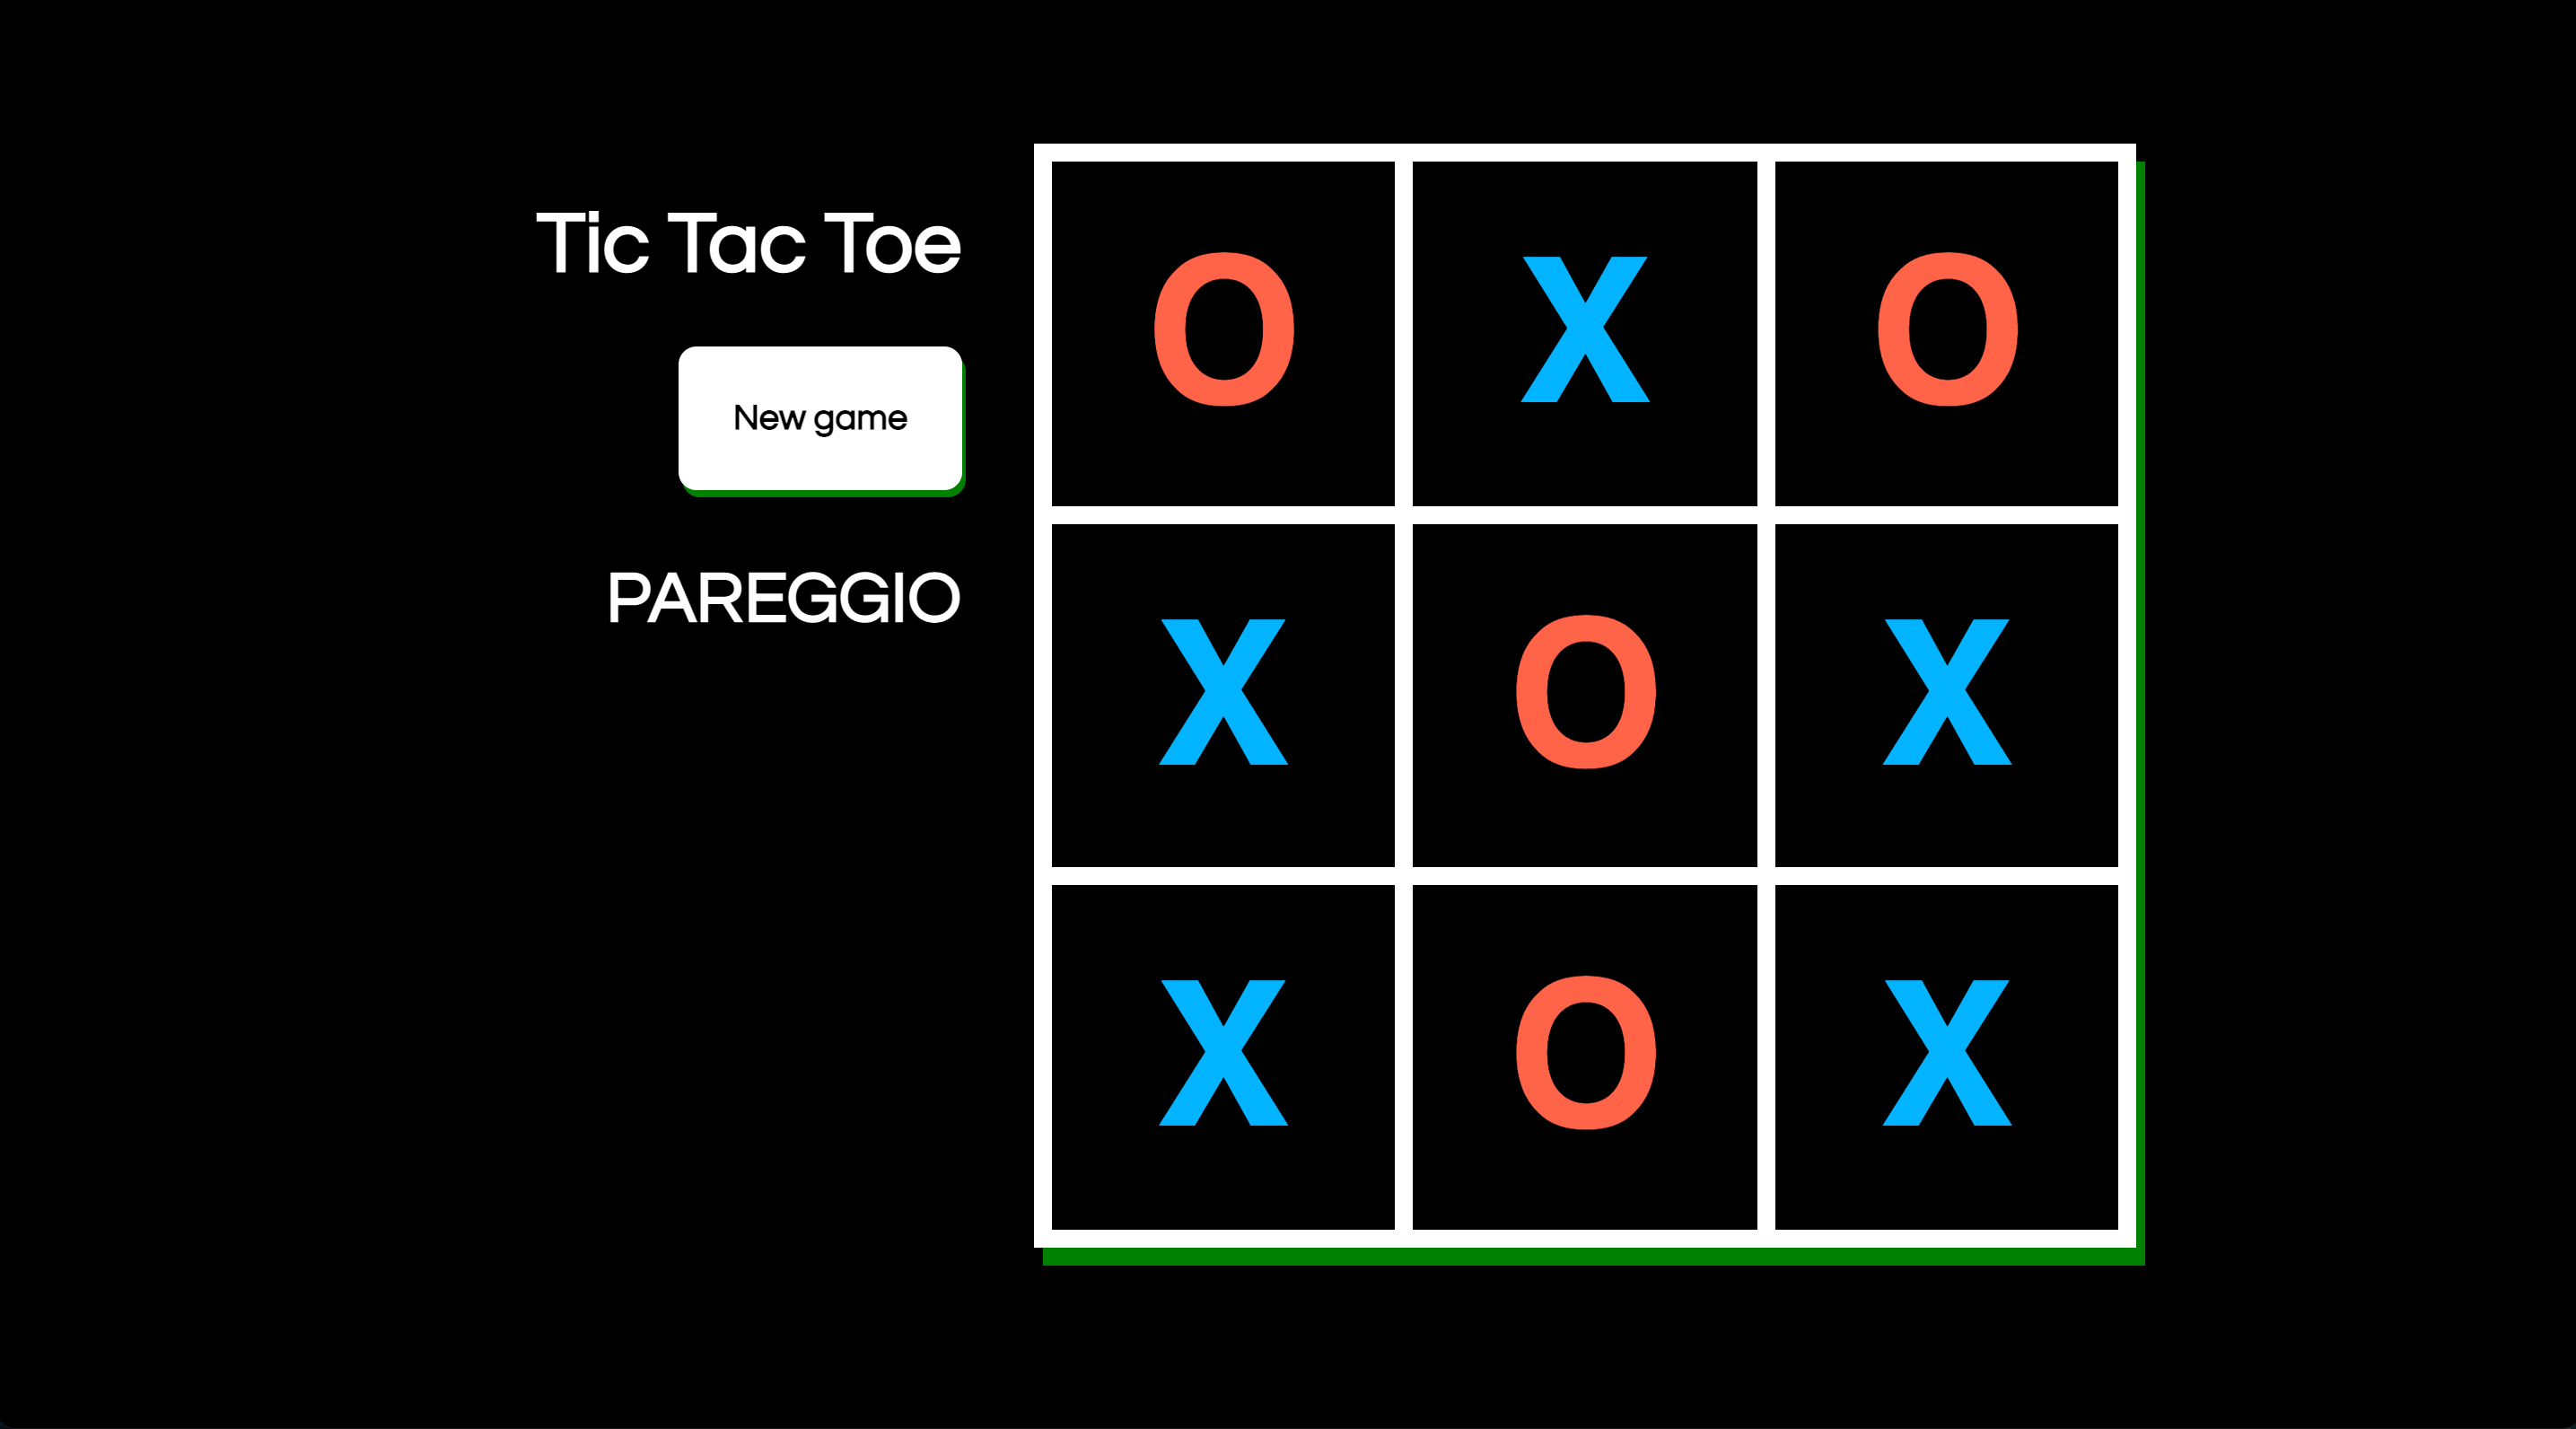 Tic Tac Toe
New game
PAREGGIO
O X O
X O X
X O X